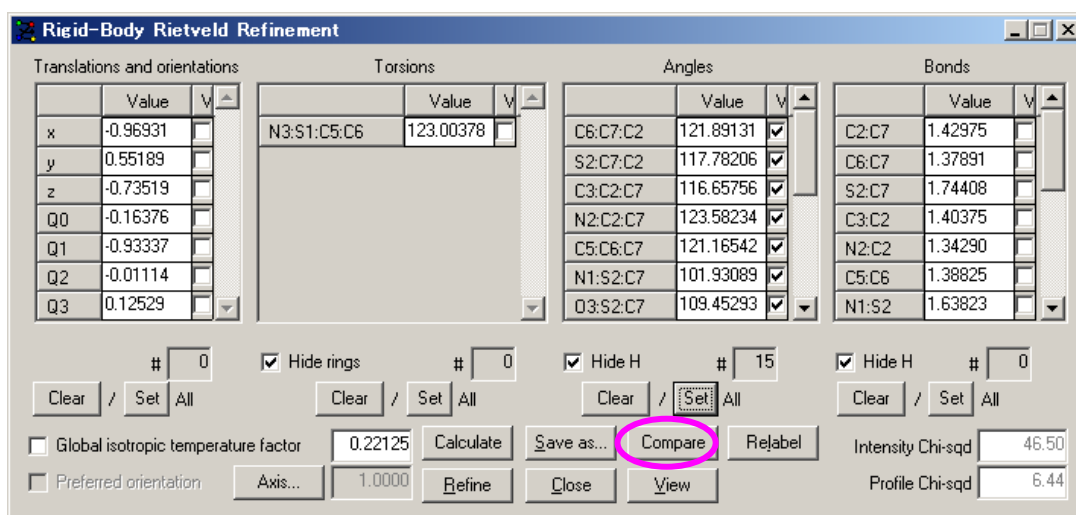 Rigid-Body Rietveld Refinement
Translations and orientations Torsions Angles Bonds
Value V Value V Value V Value V
x -0.96931 N3:S1:C5:C6 123.00378 C6:C7:C2 121.89131 C2:C7 1.42975
y 0.55189 S2:C7:C2 117.78206 C6:C7 1.37891
z -0.73519 C3:C2:C7 116.65756 S2:C7 1.74408
Q0 -0.16376 N2:C2:C7 123.58234 C3:C2 1.40375
Q1 -0.93337 C5:C6:C7 121.16542 N2:C2 1.34290
Q2 -0.01114 N1:S2:C7 101.93089 C5:C6 1.38825
Q3 0.12529 O3:S2:C7 109.45293 N1:S2 1.63823
# 0 Hide rings # 0 Hide H # 15 Hide H # 0
Clear / Set All Clear / Set All Clear / Set All Clear / Set All
Global isotropic temperature factor 0.22125 Calculate Save as... Compare Relabel Intensity Chi-sqd 46.50
Preferred orientation Axis... 1.0000 Refine Close View Profile Chi-sqd 6.44